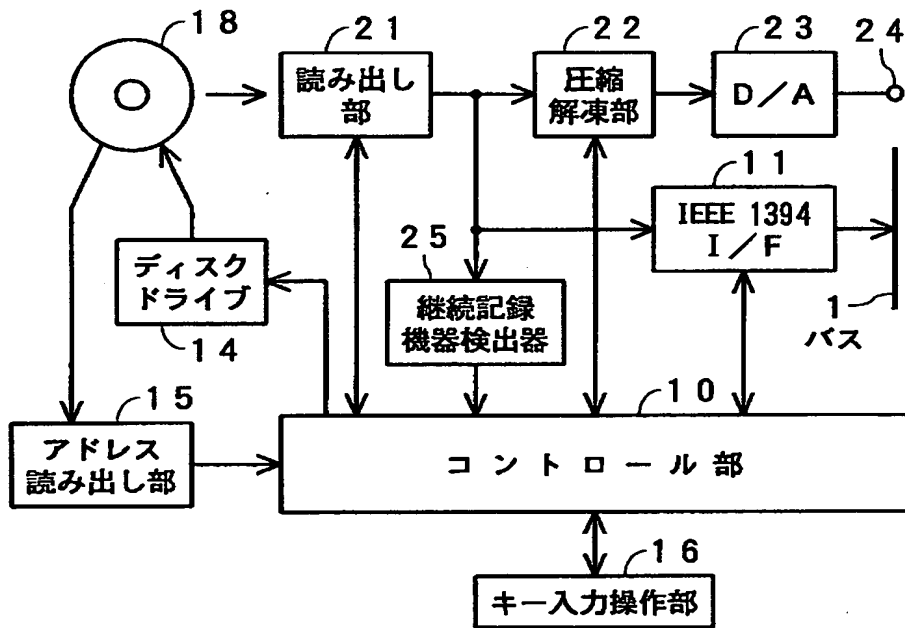 18
21
読み出し
部
22
圧縮
解凍部
23
D/A
24
11
IEEE 1394
I/F
1
バス
ディスク
ドライブ
14
25
継続記録
機器検出器
15
アドレス
読み出し部
10
コントロール部
16
キー入力操作部